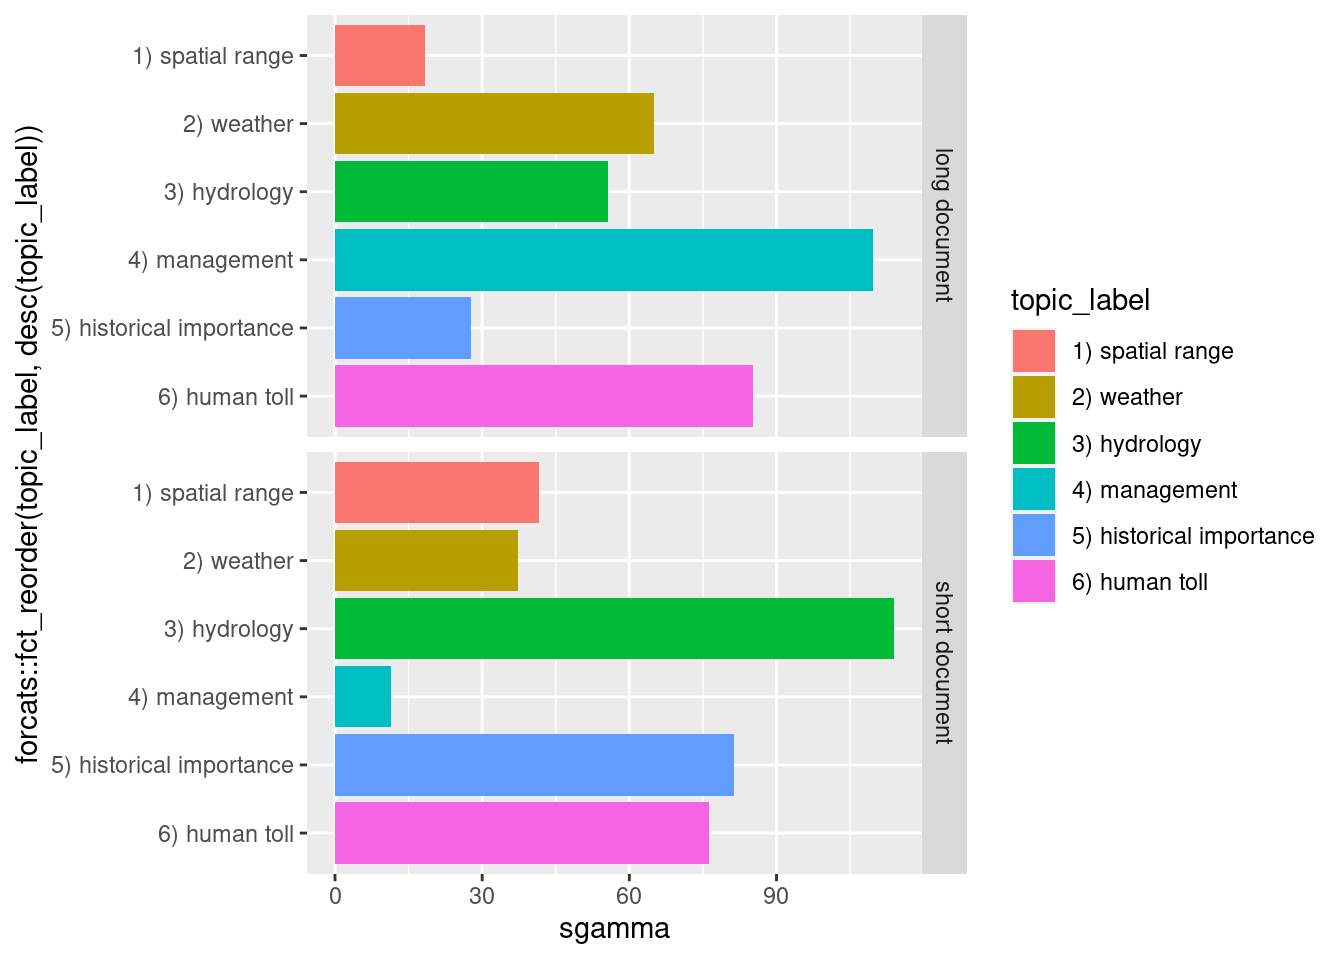 forcats::fct_reorder(topic_label, desc(topic_label))
1) spatial range
2) weather
3) hydrology
4) management
5) historical importance
6) human toll
long document
1) spatial range
2) weather
3) hydrology
4) management
5) historical importance
6) human toll
short document
0 30 60 90
sgamma
topic_label
1) spatial range
2) weather
3) hydrology
4) management
5) historical importance
6) human toll